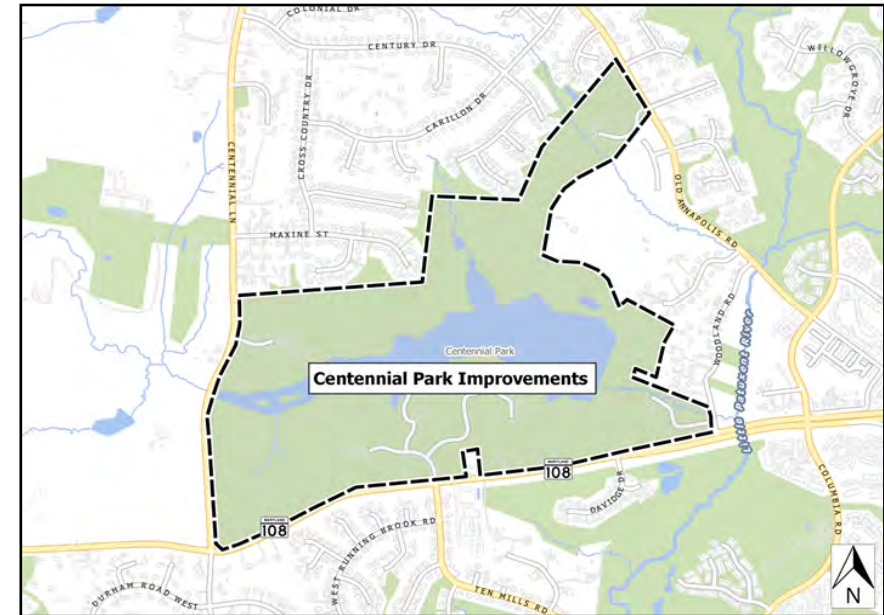 COLONIAL DR
CENTURY DR
WILLOWGROVE DR
CARILLON DR
CROSS COUNTRY DR
CENTENNIAL LN
OLD ANNAPOLIS RD
MAXINE ST
WOODLAND RD
Little Patuxent River
Centennial Park
Centennial Park Improvements
MARYLAND
108
DAVIDGE DR
COLUMBIA RD
MARYLAND
108
WEST RUNNING BROOK RD
DURHAM ROAD WEST
TEN MILLS RD
N